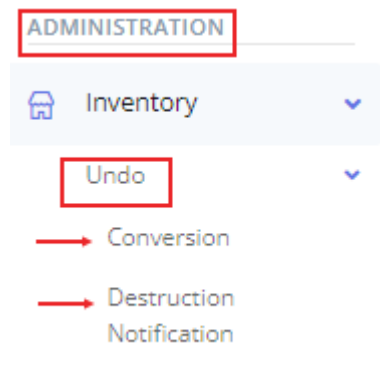 ADMINISTRATION
Inventory
Undo
Conversion
Destruction
Notification